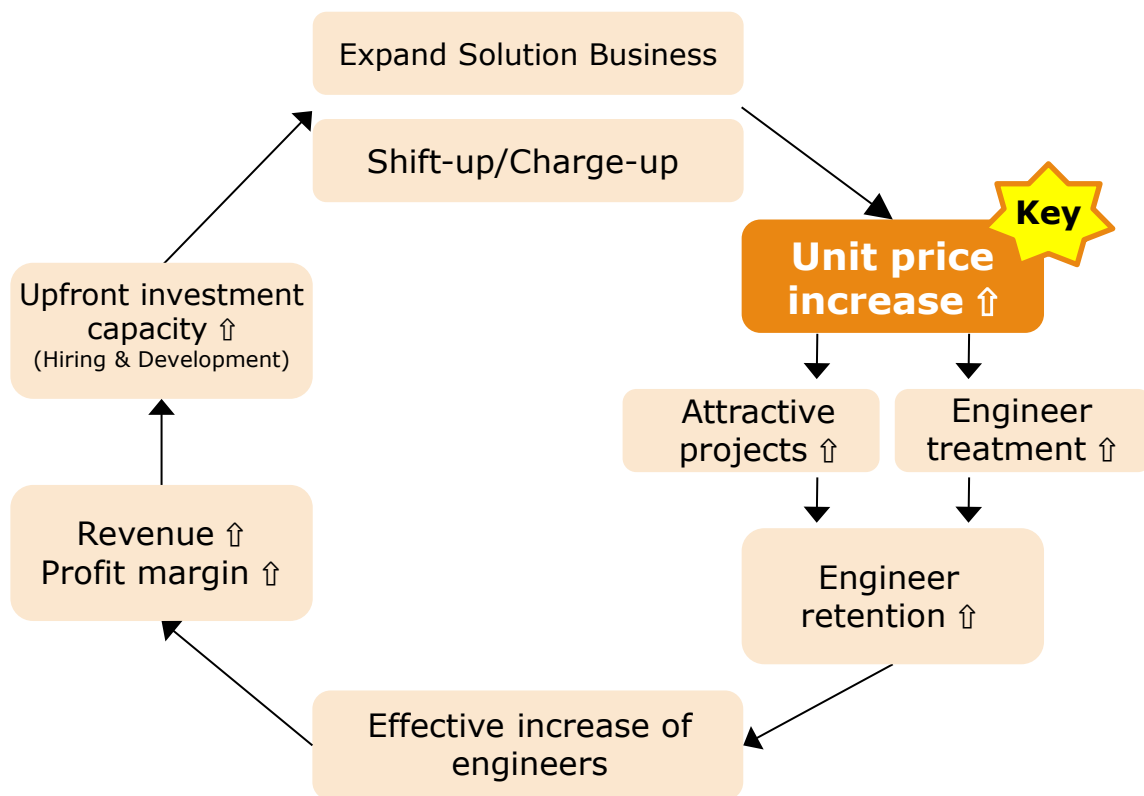 Expand Solution Business
Shift-up/Charge-up
Key
Unit price
increase ⇧
Attractive
projects ⇧
Engineer
treatment ⇧
Engineer
retention ⇧
Effective increase of
engineers
Revenue ⇧
Profit margin ⇧
Upfront investment
capacity ⇧
(Hiring & Development)